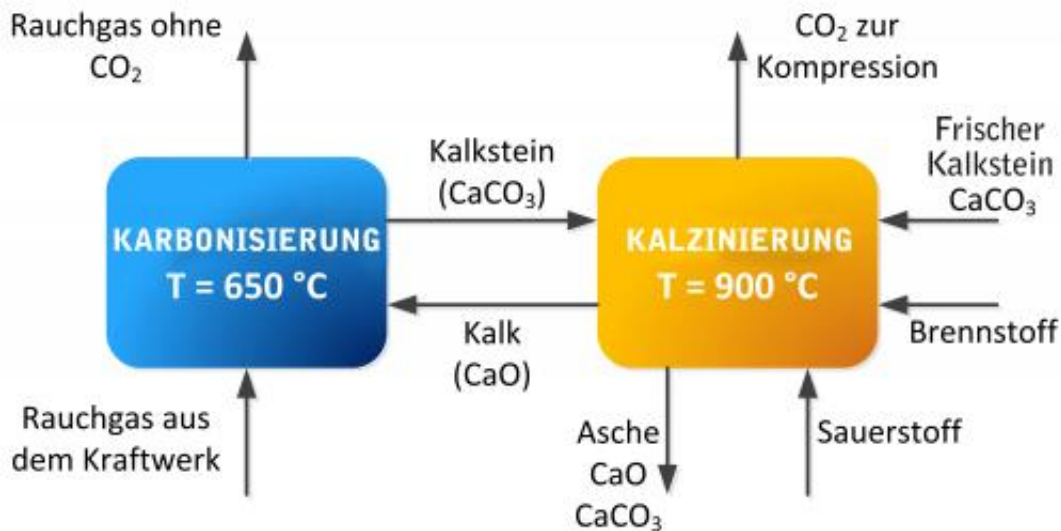 Rauchgas ohne
CO₂
CO₂ zur
Kompression
Kalkstein
(CaCO₃)
Frischer
Kalkstein
CaCO₃
KARBONISIERUNG
T = 650 °C
KALZINIERUNG
T = 900 °C
Kalk
(CaO)
Brennstoff
Rauchgas aus
dem Kraftwerk
Asche
CaO
CaCO₃
Sauerstoff